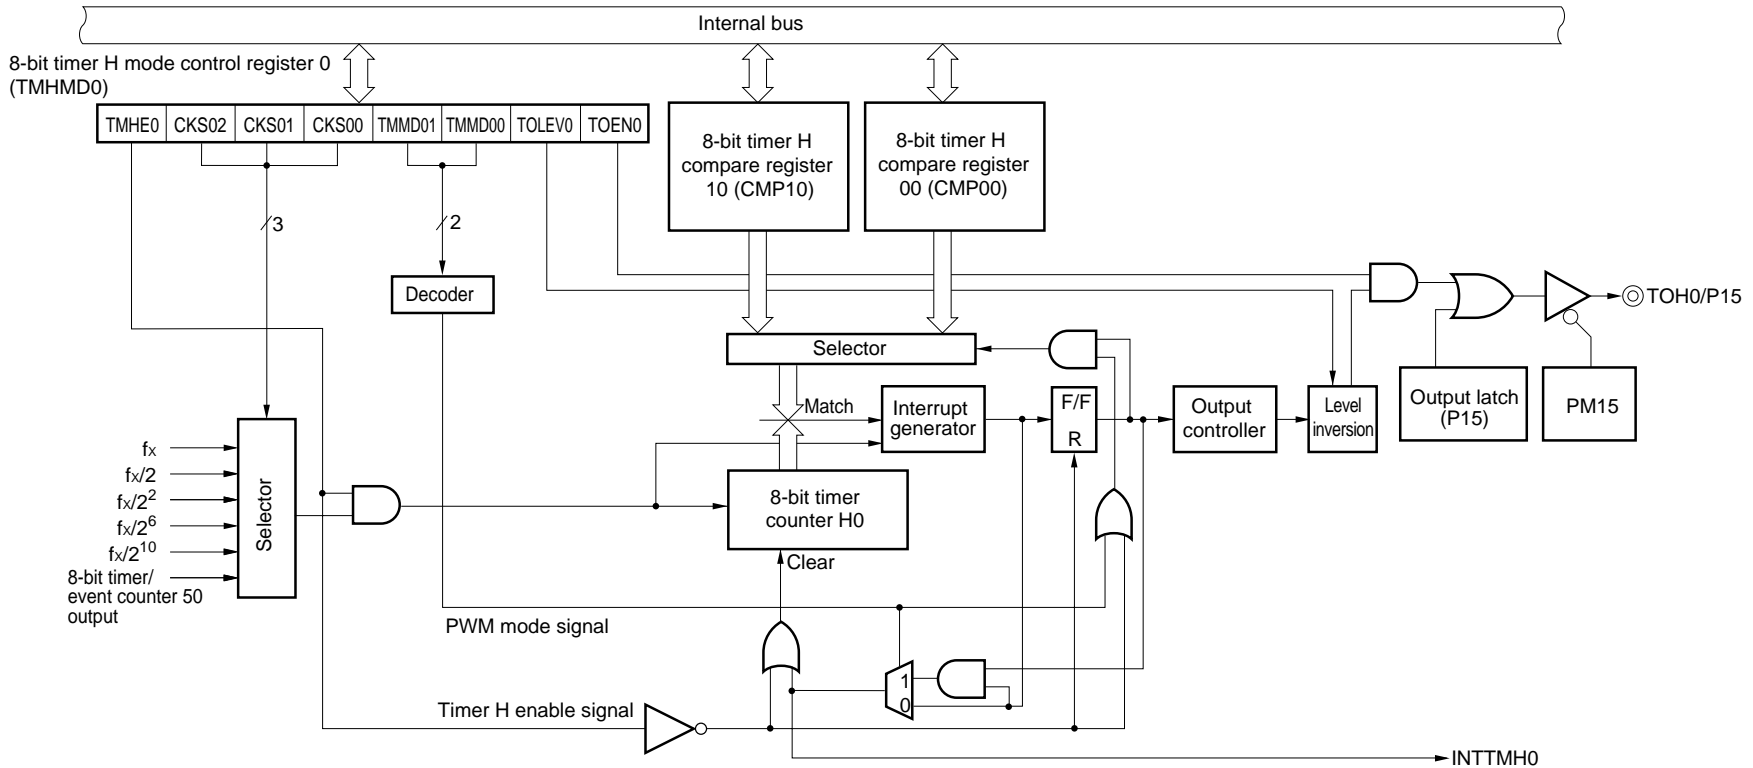 Internal bus
8-bit timer H mode control register 0
(TMHMD0)
TMHE0 CKS02 CKS01 CKS00 TMMD01 TMMD00 TOLEV0 TOEN0
8-bit timer H
compare register
10 (CMP10)
8-bit timer H
compare register
00 (CMP00)
3
2
Decoder
TOH0/P15
Selector
Match
Interrupt
generator
F/F
R
Output
controller
Level
inversion
Output latch
(P15)
PM15
fX
fX/2
fX/2²
fX/2⁶
fX/2¹⁰
8-bit timer/
event counter 50
output
Selector
8-bit timer
counter H0
Clear
PWM mode signal
1
0
Timer H enable signal
INTTMH0